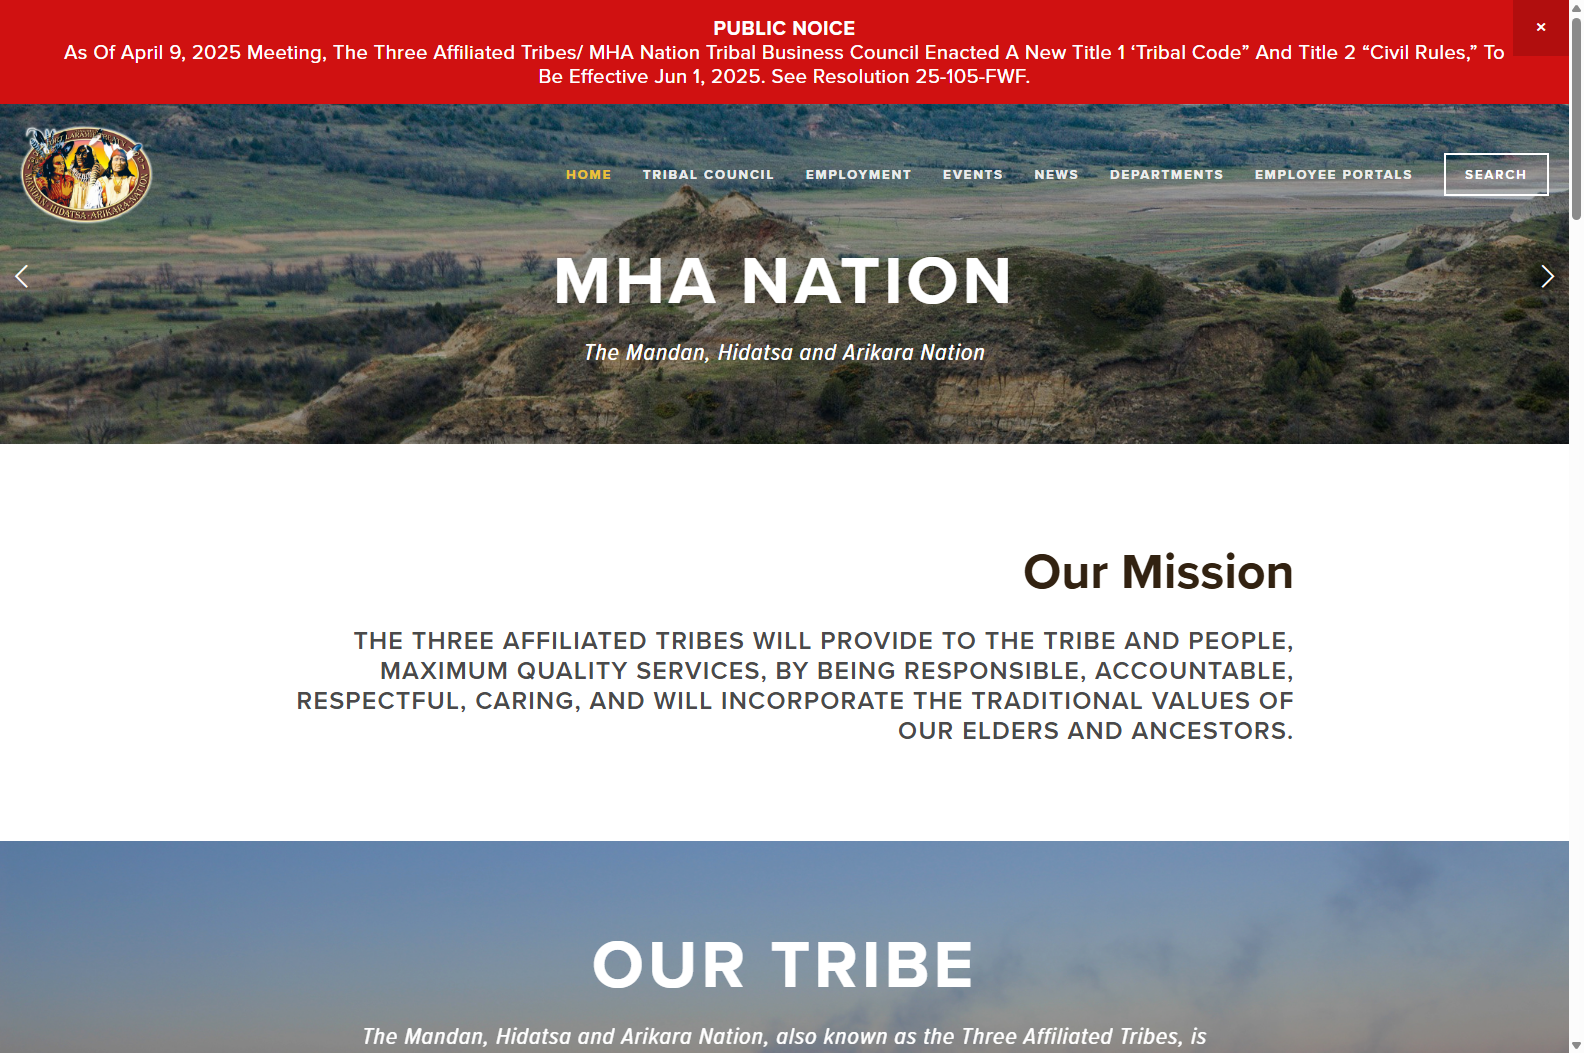 PUBLIC NOICE
As Of April 9, 2025 Meeting, The Three Affiliated Tribes/ MHA Nation Tribal Business Council Enacted A New Title 1 ‘Tribal Code” And Title 2 “Civil Rules,” To
Be Effective Jun 1, 2025. See Resolution 25-105-FWF.
×
MANDAN·HIDATSA·ARIKARA·NATION
HOME TRIBAL COUNCIL EMPLOYMENT EVENTS NEWS DEPARTMENTS EMPLOYEE PORTALS SEARCH
MHA NATION
The Mandan, Hidatsa and Arikara Nation
Our Mission
THE THREE AFFILIATED TRIBES WILL PROVIDE TO THE TRIBE AND PEOPLE,
MAXIMUM QUALITY SERVICES, BY BEING RESPONSIBLE, ACCOUNTABLE,
RESPECTFUL, CARING, AND WILL INCORPORATE THE TRADITIONAL VALUES OF
OUR ELDERS AND ANCESTORS.
OUR TRIBE
The Mandan, Hidatsa and Arikara Nation, also known as the Three Affiliated Tribes, is